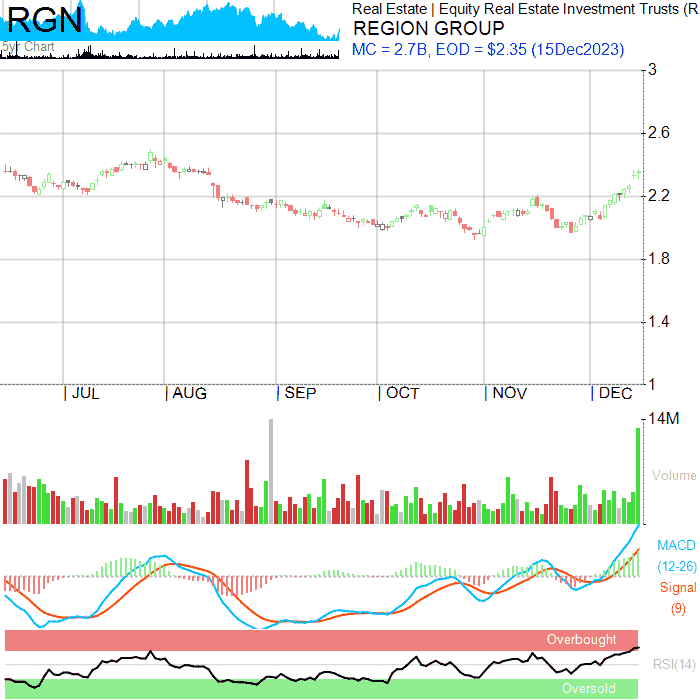 RGN
5yr Chart
Real Estate | Equity Real Estate Investment Trusts (R
REGION GROUP
MC = 2.7B, EOD = $2.35 (15Dec2023)
3
2.6
2.2
1.8
1.4
1
| JUL | AUG | SEP | OCT | NOV | DEC
14M
Volume
MACD
(12-26)
Signal
(9)
Overbought
RSI(14)
Oversold